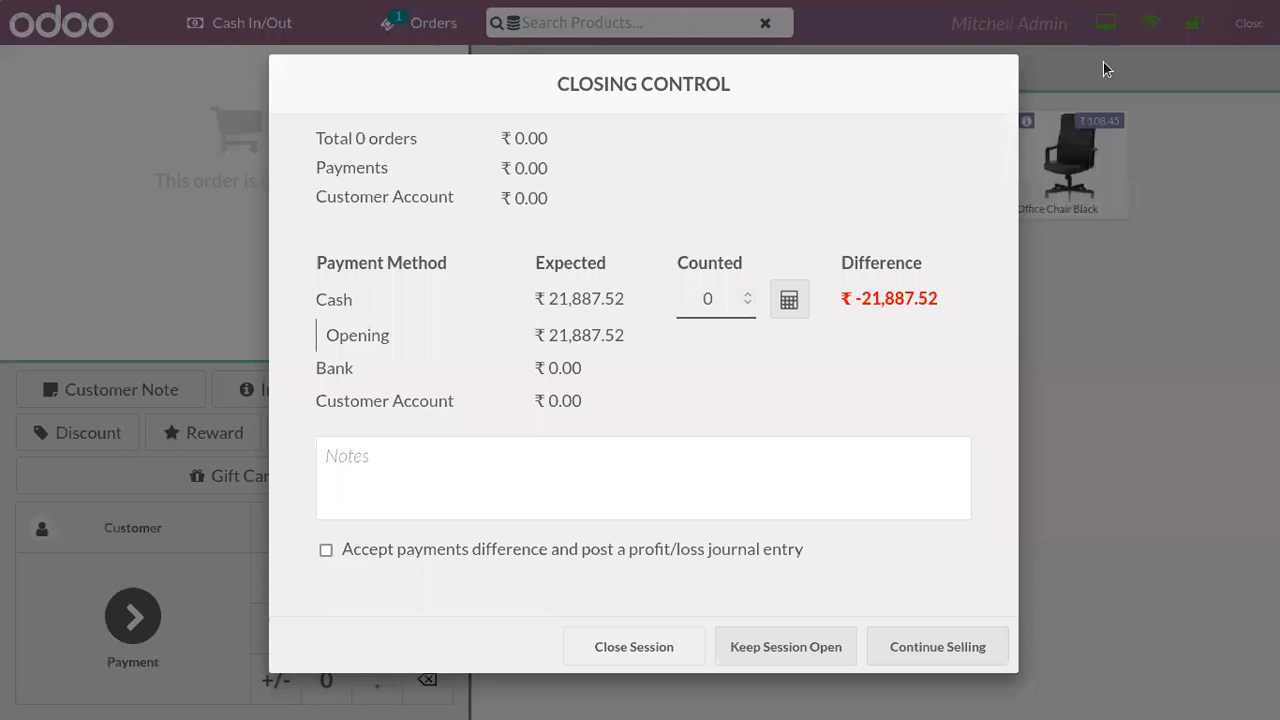 odoo
Cash In/Out
1
Orders
Search Products...
Mitchell Admin
Close
CLOSING CONTROL
Total 0 orders ₹ 0.00
Payments ₹ 0.00
Customer Account ₹ 0.00
This order is
₹ 108.45
Office Chair Black
Payment Method Expected Counted Difference
Cash ₹ 21,887.52 0 ₹ -21,887.52
Opening ₹ 21,887.52
Bank ₹ 0.00
Customer Account ₹ 0.00
Notes
Accept payments difference and post a profit/loss journal entry
Close Session Keep Session Open Continue Selling
Customer Note
Discount Reward
Gift Car
Customer
Payment
+/- 0 .